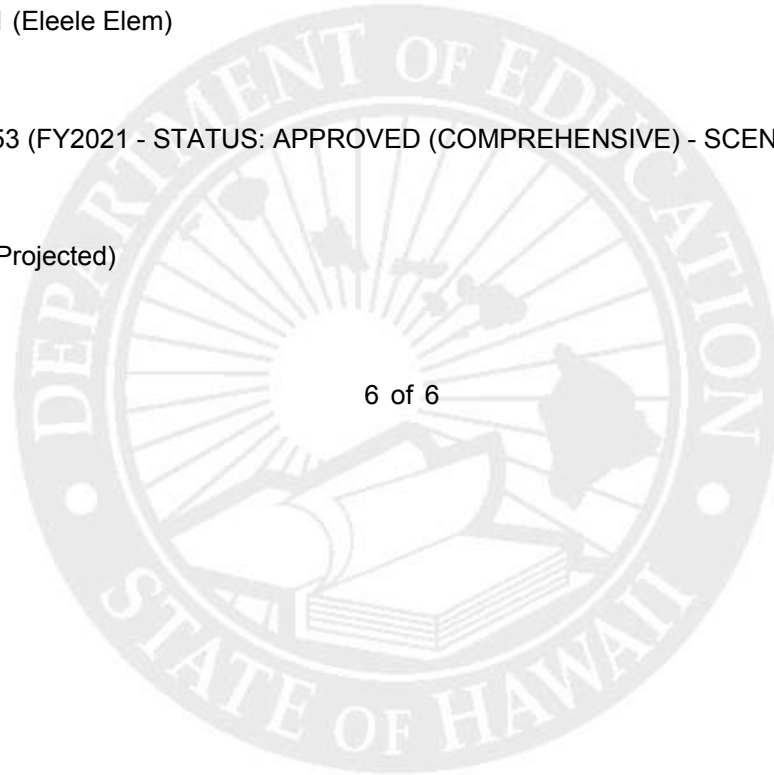 (Eleele Elem)
53 (FY2021 - STATUS: APPROVED (COMPREHENSIVE) - SCEN
Projected)
6 of 6
DEPARTMENT OF EDUCATION
STATE OF HAWAII